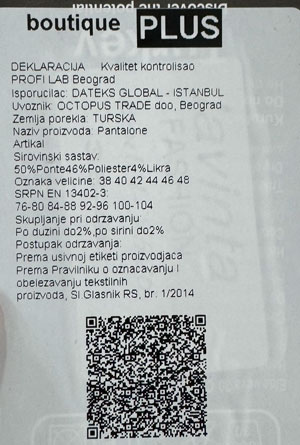 boutique PLUS
DEKLARACIJA Kvalitet kontrolisao
PROFI LAB Beograd
Isporucilac: DATEKS GLOBAL - ISTANBUL
Uvoznik: OCTOPUS TRADE doo, Beograd
Zemlja porekla: TURSKA
Naziv proizvoda: Pantalone
Artikal
Sirovinski sastav:
50%Ponte46%Poliester4%Likra
Oznaka velicine: 38 40 42 44 46 48
SRPN EN 13402-3:
76-80 84-88 92-96 100-104
Skupljanje pri odrzavanju:
Po duzini do2%,po sirini do2%
Postupak odrzavanja:
Prema usivnoj etiketi proizvodjaca
Prema Pravilniku o oznacavanju I
obelezavanju tekstilnih
proizvoda, Sl Glasnik RS, br. 1/2014